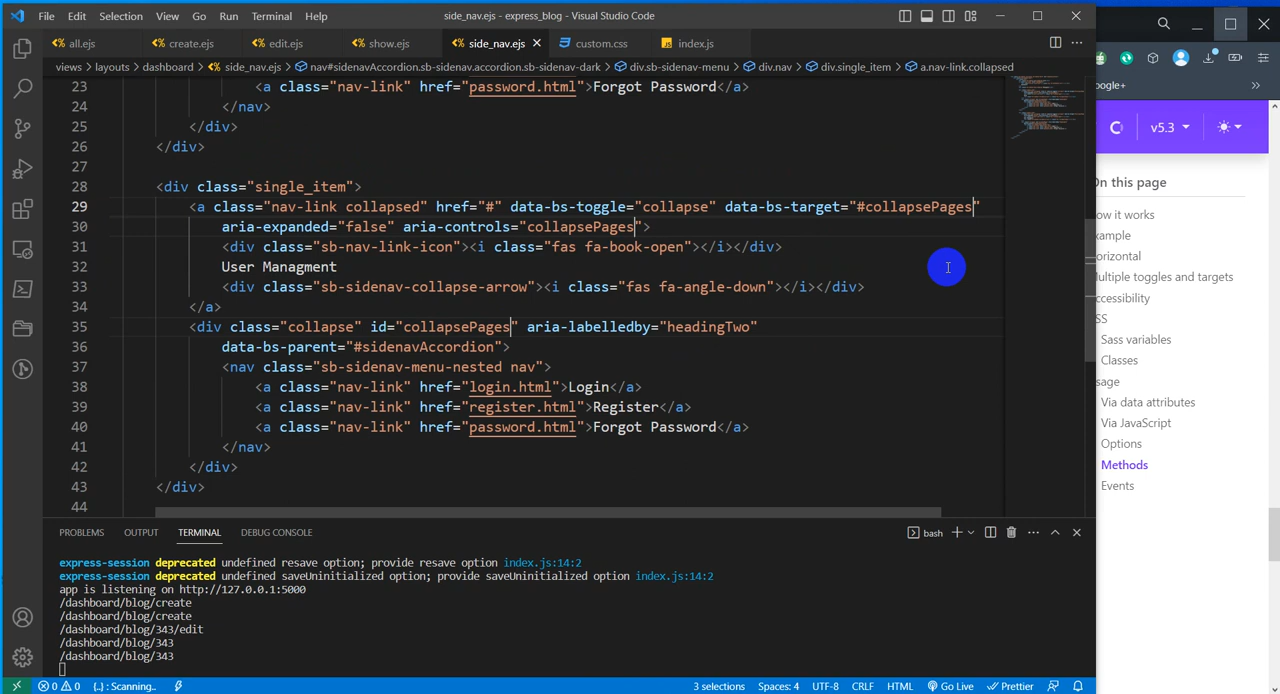 File Edit Selection View Go Run Terminal Help side_nav.ejs - express_blog - Visual Studio Code
all.ejs create.ejs edit.ejs show.ejs side_nav.ejs custom.css JS index.js
views > layouts > dashboard > side_nav.ejs > nav#sidenavAccordion.sb-sidenav.accordion.sb-sidenav-dark > div.sb-sidenav-menu > div.nav > div.single_item > a.nav-link.collapsed
23 <a class="nav-link" href="password.html">Forgot Password</a>
24 </nav>
25 </div>
26 </div>
27
28 <div class="single_item">
29 <a class="nav-link collapsed" href="#" data-bs-toggle="collapse" data-bs-target="#collapsePages"
30 aria-expanded="false" aria-controls="collapsePages">
31 <div class="sb-nav-link-icon"><i class="fas fa-book-open"></i></div>
32 User Managment
33 <div class="sb-sidenav-collapse-arrow"><i class="fas fa-angle-down"></i></div>
34 </a>
35 <div class="collapse" id="collapsePages" aria-labelledby="headingTwo"
36 data-bs-parent="#sidenavAccordion">
37 <nav class="sb-sidenav-menu-nested nav">
38 <a class="nav-link" href="login.html">Login</a>
39 <a class="nav-link" href="register.html">Register</a>
40 <a class="nav-link" href="password.html">Forgot Password</a>
41 </nav>
42 </div>
43 </div>
44
PROBLEMS OUTPUT TERMINAL DEBUG CONSOLE bash
express-session deprecated undefined resave option; provide resave option index.js:14:2
express-session deprecated undefined saveUninitialized option; provide saveUninitialized option index.js:14:2
app is listening on http://127.0.0.1:5000
/dashboard/blog/create
/dashboard/blog/create
/dashboard/blog/343/edit
/dashboard/blog/343
/dashboard/blog/343
0 0 {..} : Scanning.. 3 selections Spaces: 4 UTF-8 CRLF HTML Go Live Prettier
oogle+
v5.3
On this page
ow it works
xample
orizontal
ultiple toggles and targets
ccessibility
SS
Sass variables
Classes
sage
Via data attributes
Via JavaScript
Options
Methods
Events